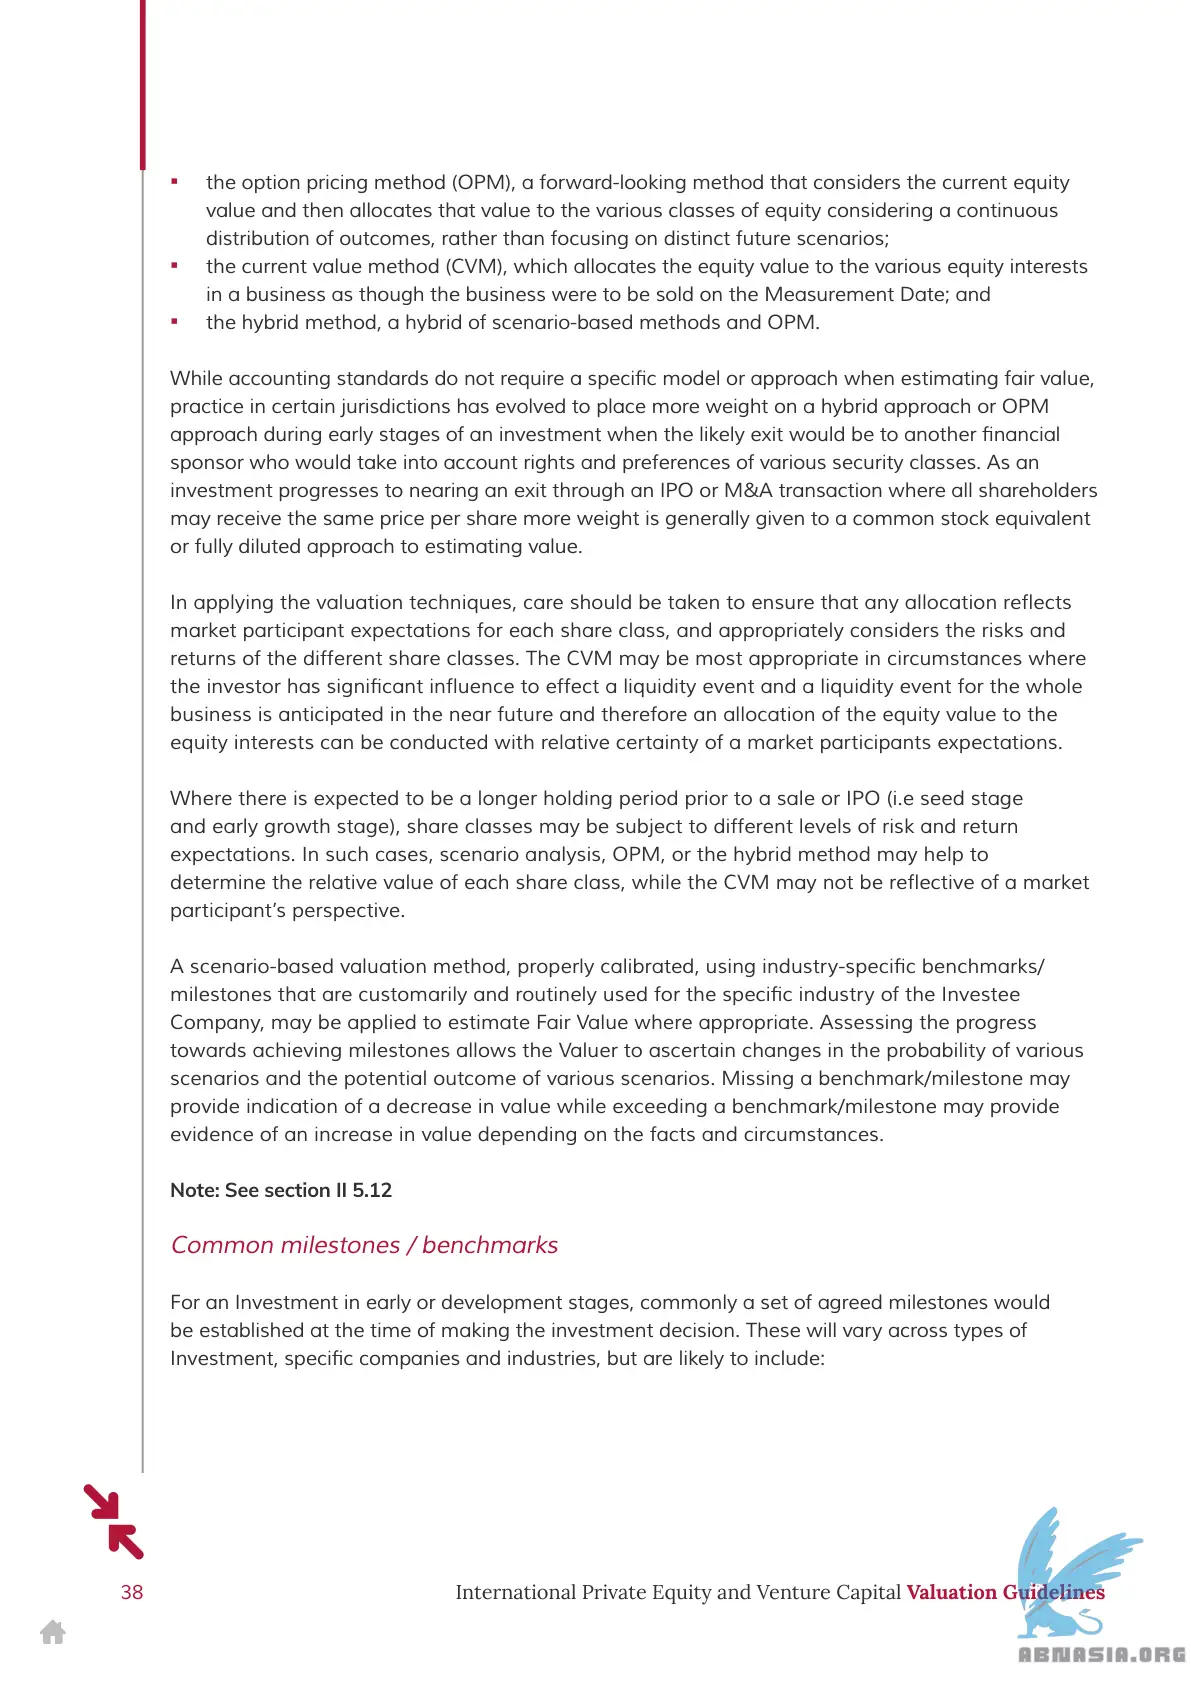 ▪ the option pricing method (OPM), a forward-looking method that considers the current equity
value and then allocates that value to the various classes of equity considering a continuous
distribution of outcomes, rather than focusing on distinct future scenarios;
▪ the current value method (CVM), which allocates the equity value to the various equity interests
in a business as though the business were to be sold on the Measurement Date; and
▪ the hybrid method, a hybrid of scenario-based methods and OPM.
While accounting standards do not require a specific model or approach when estimating fair value,
practice in certain jurisdictions has evolved to place more weight on a hybrid approach or OPM
approach during early stages of an investment when the likely exit would be to another financial
sponsor who would take into account rights and preferences of various security classes. As an
investment progresses to nearing an exit through an IPO or M&A transaction where all shareholders
may receive the same price per share more weight is generally given to a common stock equivalent
or fully diluted approach to estimating value.
In applying the valuation techniques, care should be taken to ensure that any allocation reflects
market participant expectations for each share class, and appropriately considers the risks and
returns of the different share classes. The CVM may be most appropriate in circumstances where
the investor has significant influence to effect a liquidity event and a liquidity event for the whole
business is anticipated in the near future and therefore an allocation of the equity value to the
equity interests can be conducted with relative certainty of a market participants expectations.
Where there is expected to be a longer holding period prior to a sale or IPO (i.e seed stage
and early growth stage), share classes may be subject to different levels of risk and return
expectations. In such cases, scenario analysis, OPM, or the hybrid method may help to
determine the relative value of each share class, while the CVM may not be reflective of a market
participant's perspective.
A scenario-based valuation method, properly calibrated, using industry-specific benchmarks/
milestones that are customarily and routinely used for the specific industry of the Investee
Company, may be applied to estimate Fair Value where appropriate. Assessing the progress
towards achieving milestones allows the Valuer to ascertain changes in the probability of various
scenarios and the potential outcome of various scenarios. Missing a benchmark/milestone may
provide indication of a decrease in value while exceeding a benchmark/milestone may provide
evidence of an increase in value depending on the facts and circumstances.
Note: See section II 5.12
Common milestones / benchmarks
For an Investment in early or development stages, commonly a set of agreed milestones would
be established at the time of making the investment decision. These will vary across types of
Investment, specific companies and industries, but are likely to include:
38 International Private Equity and Venture Capital Valuation Guidelines
ABNASIA.ORG